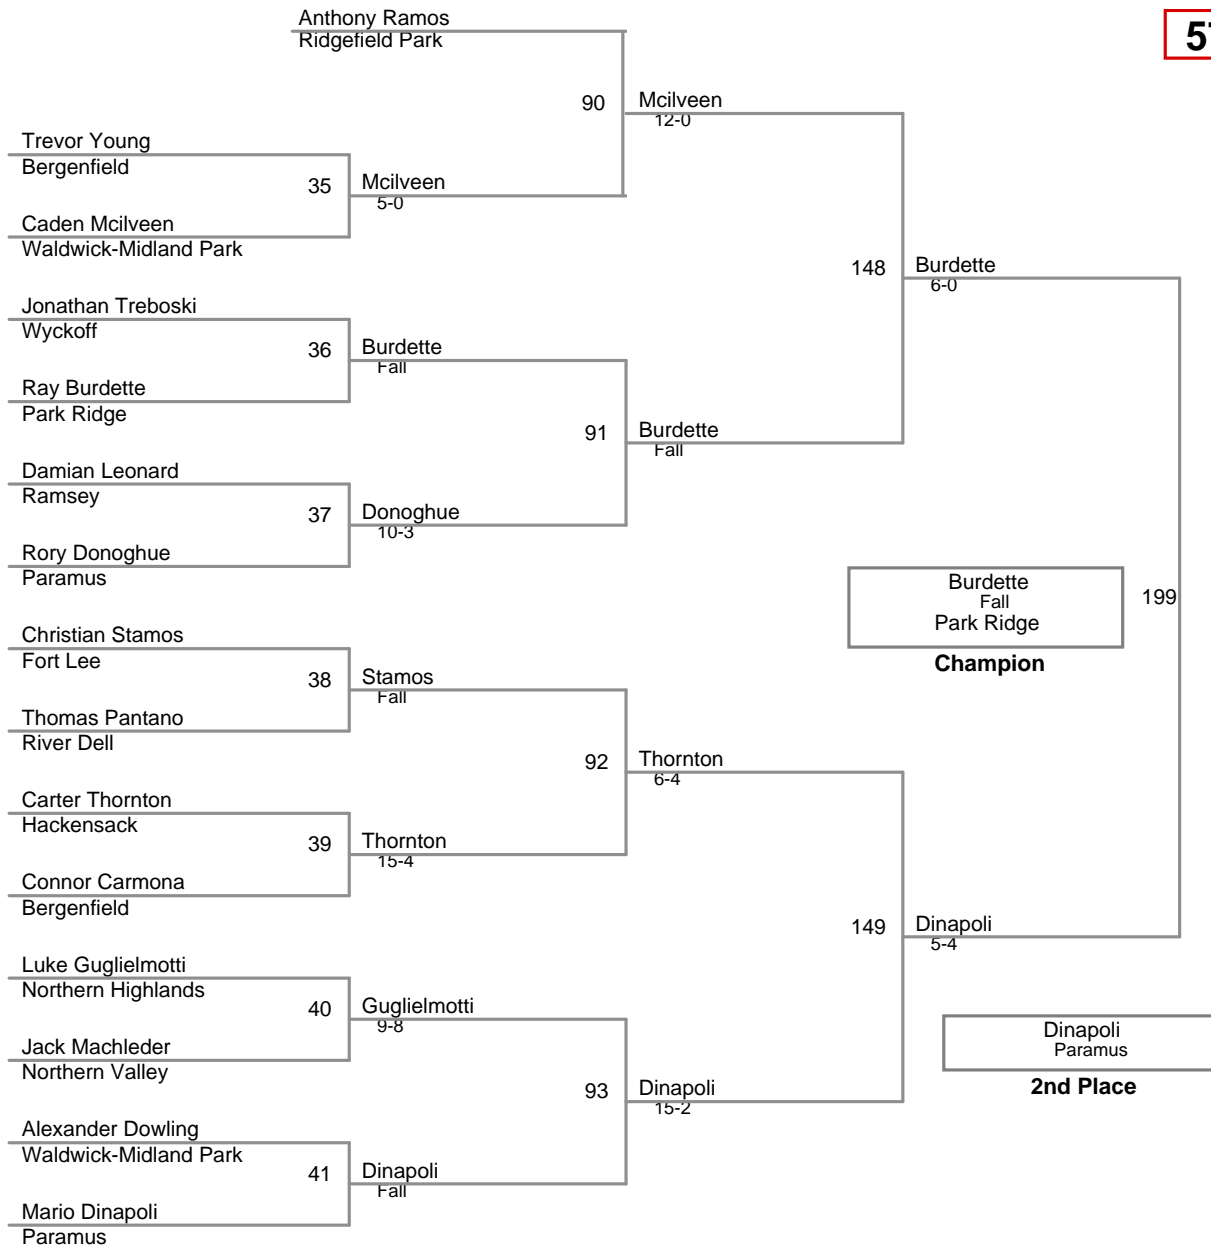 Anthony Ramos
Ridgefield Park
90
Mcilveen
12-0
Trevor Young
Bergenfield
35
Mcilveen
5-0
Caden Mcilveen
Waldwick-Midland Park
148
Burdette
6-0
Jonathan Treboski
Wyckoff
36
Burdette
Fall
Ray Burdette
Park Ridge
91
Burdette
Fall
Damian Leonard
Ramsey
37
Donoghue
10-3
Rory Donoghue
Paramus
Burdette
Fall
Park Ridge
Champion
199
Christian Stamos
Fort Lee
38
Stamos
Fall
Thomas Pantano
River Dell
92
Thornton
6-4
Carter Thornton
Hackensack
39
Thornton
15-4
Connor Carmona
Bergenfield
149
Dinapoli
5-4
Luke Guglielmotti
Northern Highlands
40
Guglielmotti
9-8
Jack Machleder
Northern Valley
Dinapoli
Paramus
2nd Place
93
Dinapoli
15-2
Alexander Dowling
Waldwick-Midland Park
41
Dinapoli
Fall
Mario Dinapoli
Paramus